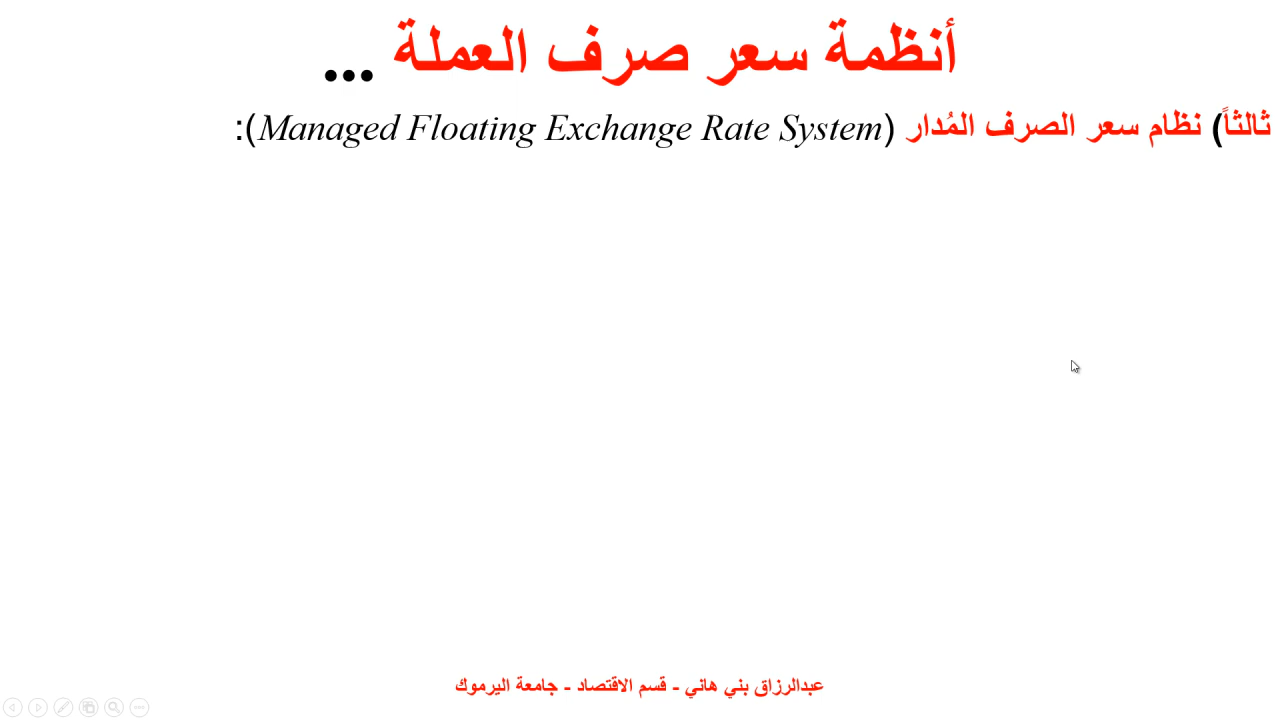 أنظمة سعر صرف العملة ...
ثالثاً) نظام سعر الصرف المُدار (Managed Floating Exchange Rate System):
عبدالرزاق بني هاني - قسم الاقتصاد - جامعة اليرموك